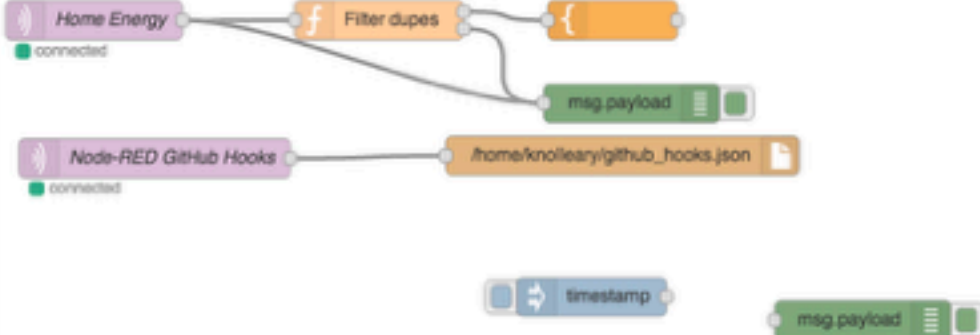 Home Energy
Filter dupes
connected
msg.payload
Node-RED GitHub Hooks
/home/knolleary/github_hooks.json
connected
timestamp
msg.payload